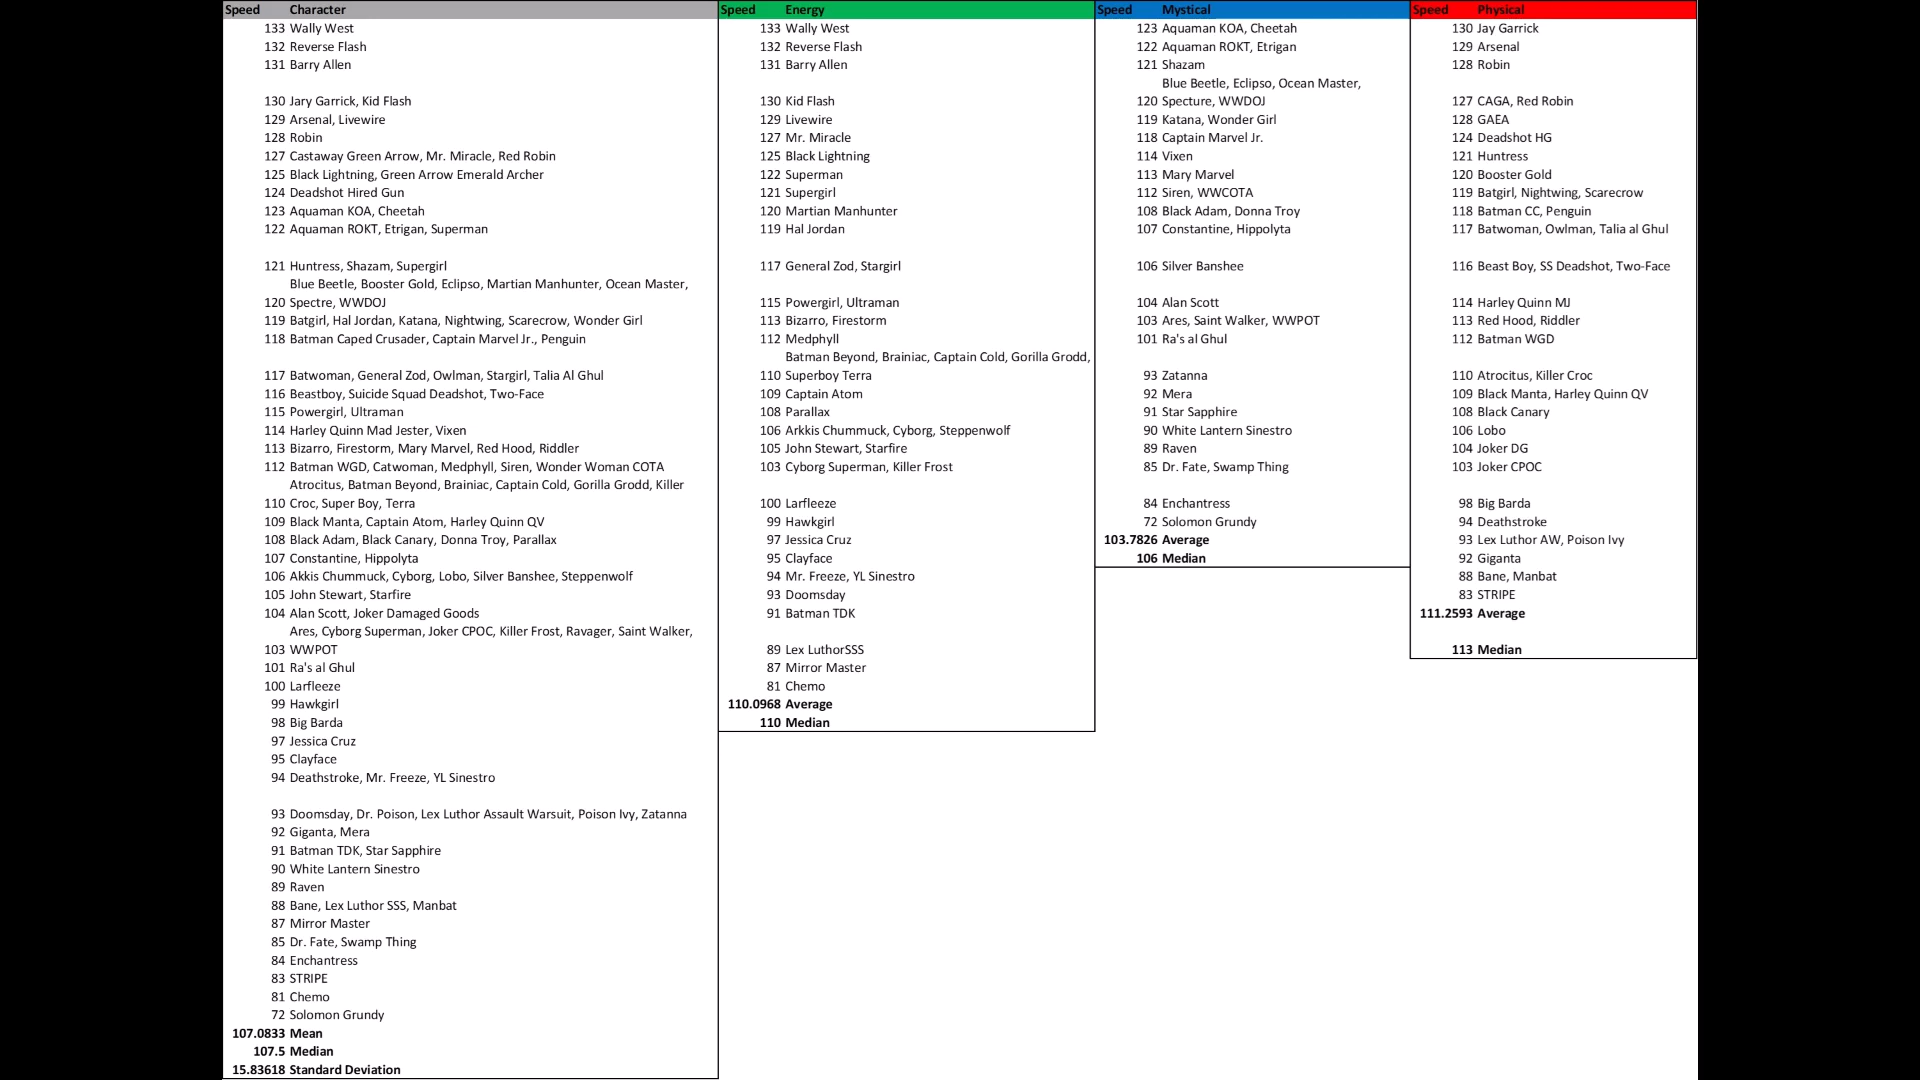 Speed Character
133 Wally West
132 Reverse Flash
131 Barry Allen
130 Jary Garrick, Kid Flash
129 Arsenal, Livewire
128 Robin
127 Castaway Green Arrow, Mr. Miracle, Red Robin
125 Black Lightning, Green Arrow Emerald Archer
124 Deadshot Hired Gun
123 Aquaman KOA, Cheetah
122 Aquaman ROKT, Etrigan, Superman
121 Huntress, Shazam, Supergirl
Blue Beetle, Booster Gold, Eclipso, Martian Manhunter, Ocean Master,
120 Spectre, WWDOJ
119 Batgirl, Hal Jordan, Katana, Nightwing, Scarecrow, Wonder Girl
118 Batman Caped Crusader, Captain Marvel Jr., Penguin
117 Batwoman, General Zod, Owlman, Stargirl, Talia Al Ghul
116 Beastboy, Suicide Squad Deadshot, Two-Face
115 Powergirl, Ultraman
114 Harley Quinn Mad Jester, Vixen
113 Bizarro, Firestorm, Mary Marvel, Red Hood, Riddler
112 Batman WGD, Catwoman, Medphyll, Siren, Wonder Woman COTA
Atrocitus, Batman Beyond, Brainiac, Captain Cold, Gorilla Grodd, Killer
110 Croc, Super Boy, Terra
109 Black Manta, Captain Atom, Harley Quinn QV
108 Black Adam, Black Canary, Donna Troy, Parallax
107 Constantine, Hippolyta
106 Akkis Chummuck, Cyborg, Lobo, Silver Banshee, Steppenwolf
105 John Stewart, Starfire
104 Alan Scott, Joker Damaged Goods
Ares, Cyborg Superman, Joker CPOC, Killer Frost, Ravager, Saint Walker,
103 WWPOT
101 Ra's al Ghul
100 Larfleeze
99 Hawkgirl
98 Big Barda
97 Jessica Cruz
95 Clayface
94 Deathstroke, Mr. Freeze, YL Sinestro
93 Doomsday, Dr. Poison, Lex Luthor Assault Warsuit, Poison Ivy, Zatanna
92 Giganta, Mera
91 Batman TDK, Star Sapphire
90 White Lantern Sinestro
89 Raven
88 Bane, Lex Luthor SSS, Manbat
87 Mirror Master
85 Dr. Fate, Swamp Thing
84 Enchantress
83 STRIPE
81 Chemo
72 Solomon Grundy
107.0833 Mean
107.5 Median
15.83618 Standard Deviation
Speed Energy
133 Wally West
132 Reverse Flash
131 Barry Allen
130 Kid Flash
129 Livewire
127 Mr. Miracle
125 Black Lightning
122 Superman
121 Supergirl
120 Martian Manhunter
119 Hal Jordan
117 General Zod, Stargirl
115 Powergirl, Ultraman
113 Bizarro, Firestorm
112 Medphyll
Batman Beyond, Brainiac, Captain Cold, Gorilla Grodd,
110 Superboy Terra
109 Captain Atom
108 Parallax
106 Arkkis Chummuck, Cyborg, Steppenwolf
105 John Stewart, Starfire
103 Cyborg Superman, Killer Frost
100 Larfleeze
99 Hawkgirl
97 Jessica Cruz
95 Clayface
94 Mr. Freeze, YL Sinestro
93 Doomsday
91 Batman TDK
89 Lex LuthorSSS
87 Mirror Master
81 Chemo
110.0968 Average
110 Median
Speed Mystical
123 Aquaman KOA, Cheetah
122 Aquaman ROKT, Etrigan
121 Shazam
Blue Beetle, Eclipso, Ocean Master,
120 Specture, WWDOJ
119 Katana, Wonder Girl
118 Captain Marvel Jr.
114 Vixen
113 Mary Marvel
112 Siren, WWCOTA
108 Black Adam, Donna Troy
107 Constantine, Hippolyta
106 Silver Banshee
104 Alan Scott
103 Ares, Saint Walker, WWPOT
101 Ra's al Ghul
93 Zatanna
92 Mera
91 Star Sapphire
90 White Lantern Sinestro
89 Raven
85 Dr. Fate, Swamp Thing
84 Enchantress
72 Solomon Grundy
103.7826 Average
106 Median
Speed Physical
130 Jay Garrick
129 Arsenal
128 Robin
127 CAGA, Red Robin
128 GAEA
124 Deadshot HG
121 Huntress
120 Booster Gold
119 Batgirl, Nightwing, Scarecrow
118 Batman CC, Penguin
117 Batwoman, Owlman, Talia al Ghul
116 Beast Boy, SS Deadshot, Two-Face
114 Harley Quinn MJ
113 Red Hood, Riddler
112 Batman WGD
110 Atrocitus, Killer Croc
109 Black Manta, Harley Quinn QV
108 Black Canary
106 Lobo
104 Joker DG
103 Joker CPOC
98 Big Barda
94 Deathstroke
93 Lex Luthor AW, Poison Ivy
92 Giganta
88 Bane, Manbat
83 STRIPE
111.2593 Average
113 Median